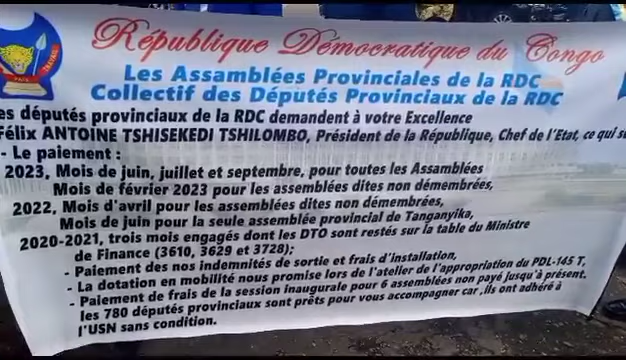 République Démocratique du Congo
Les Assamblées Provinciales de la RDC
Collectif des Députés Provinciaux de la RDC
es députés provinciaux de la RDC demandent à votre Excellence
Félix ANTOINE TSHISEKEDI TSHILOMBO, Président de la République, Chef de l'Etat, ce qui su
- Le paiement :
2023, Mois de juin, juillet et septembre, pour toutes les Assamblées
Mois de février 2023 pour les assemblées dites non démembrées,
2022, Mois d'avril pour les assemblées dites non démembrées,
Mois de juin pour la seule assemblée provincial de Tanganyika,
2020-2021, trois mois engagés dont les DTO sont restés sur la table du Ministre
de Finance (3610, 3629 et 3728);
- Paiement des nos indemnités de sortie et frais d'installation,
- La dotation en mobilité nous promise lors de l'atelier de l'appropriation du PDL-145 T,
- Paiement de frais de la session inaugurale pour 6 assemblées non payé jusqu'à présent.
les 780 députés provinciaux sont prêts pour vous accompagner car ,ils ont adhéré à
l'USN sans condition.